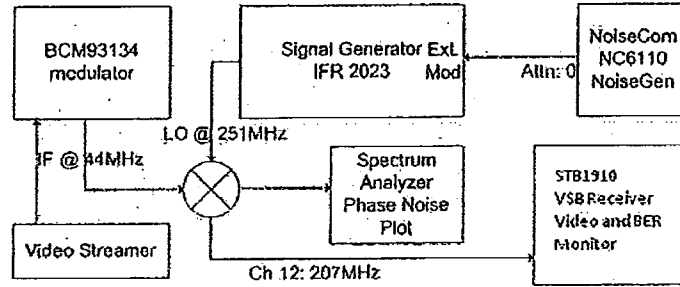 BCM93134
modulator
Signal Generator Ext.
IFR 2023 Mod
Attn: 0
NoiseCom
NC6110
NoiseGen
LO @ 251MHz
IF @ 44MHz
Spectrum
Analyzer
Phase Noise
Plot
STB1910
VSB Receiver
Video and BER
Monitor
Video Streamer
Ch 12: 207MHz